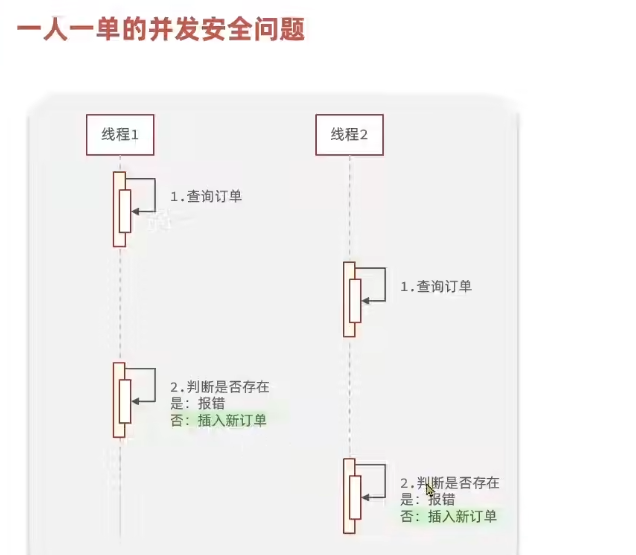 一人一单的并发安全问题
线程1
线程2
1.查询订单
1.查询订单
2.判断是否存在
是：报错
否：插入新订单
2.判断是否存在
是：报错
否：插入新订单